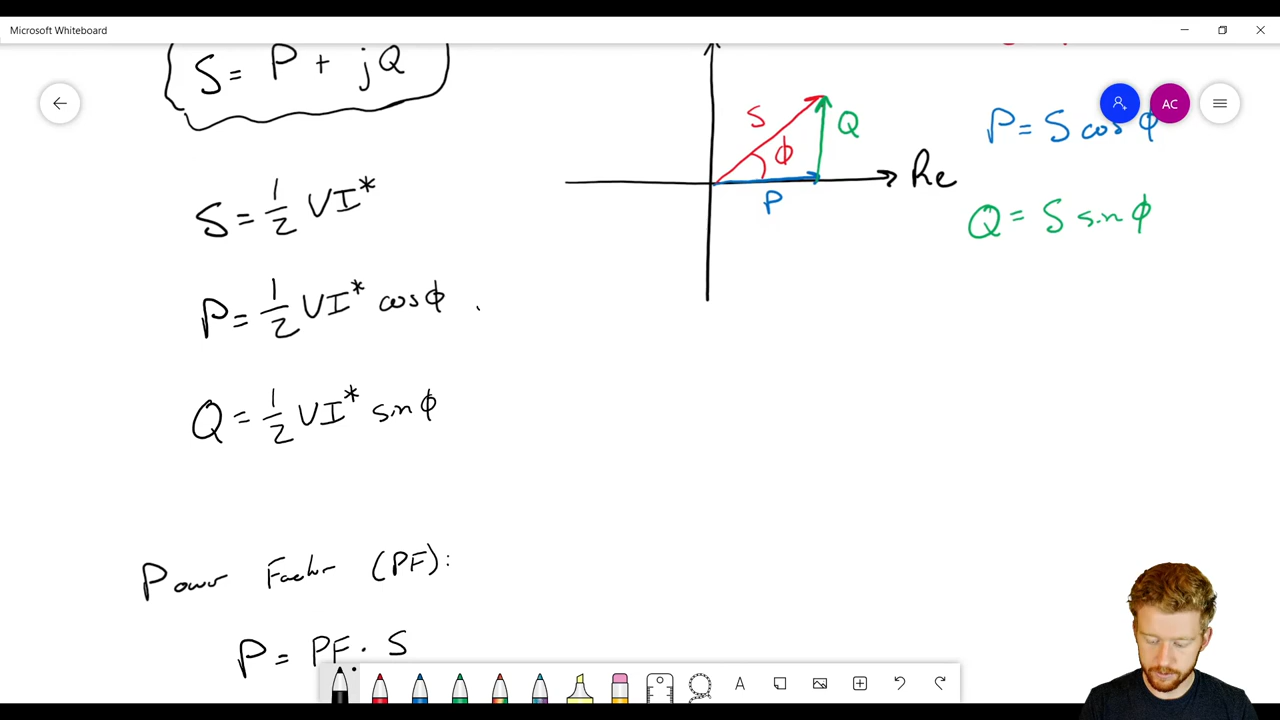 Microsoft Whiteboard
S = P + jQ
AC
S
Q
ϕ
P
Re
P = S cos ϕ
Q = S sin ϕ
S = 1/2 VI*
P = 1/2 VI* cos ϕ
Q = 1/2 VI* sin ϕ
Power Factor (PF):
P = PF · S
A